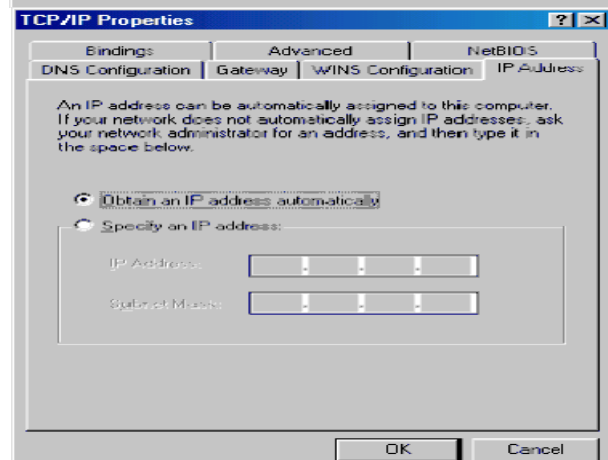 TCP/IP Properties
Bindings Advanced NetBIOS
DNS Configuration Gateway WINS Configuration IP Address
An IP address can be automatically assigned to this computer.
If your network does not automatically assign IP addresses, ask
your network administrator for an address, and then type it in
the space below.
Obtain an IP address automatically
Specify an IP address:
IP Address:
Subnet Mask:
OK Cancel